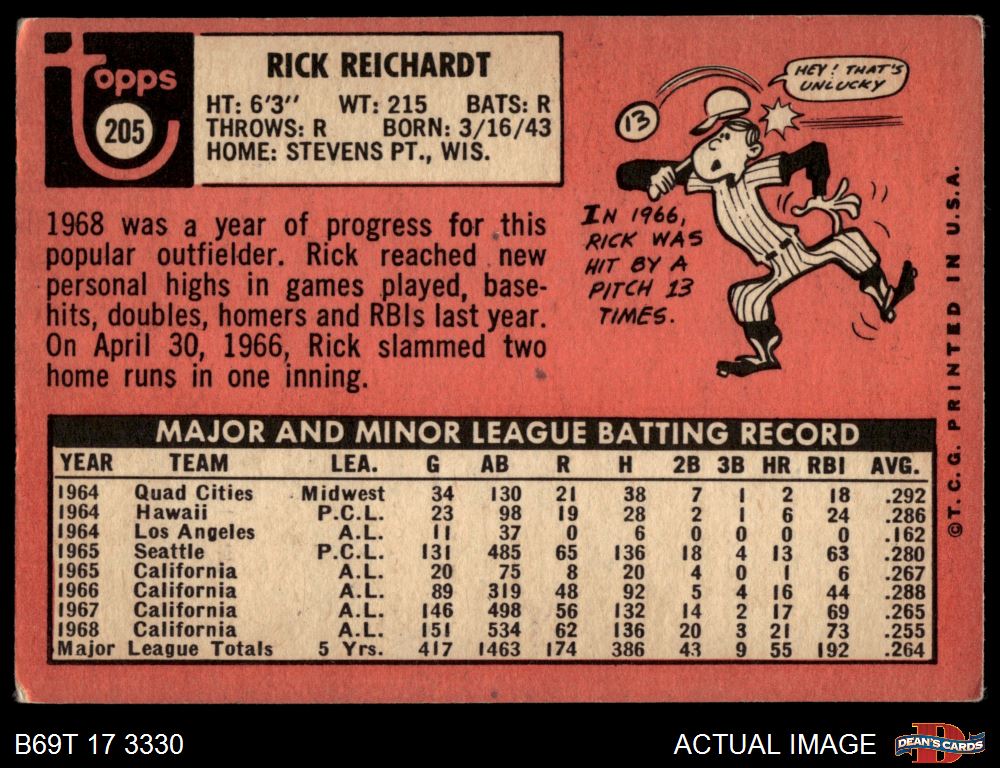 topps
205
RICK REICHARDT
HT: 6'3" WT: 215 BATS: R
THROWS: R BORN: 3/16/43
HOME: STEVENS PT., WIS.
HEY! THAT'S
UNLUCKY
13
IN 1966,
RICK WAS
HIT BY A
PITCH 13
TIMES.
1968 was a year of progress for this
popular outfielder. Rick reached new
personal highs in games played, base-
hits, doubles, homers and RBIs last year.
On April 30, 1966, Rick slammed two
home runs in one inning.
MAJOR AND MINOR LEAGUE BATTING RECORD
YEAR TEAM LEA. G AB R H 2B 3B HR RBI AVG.
1964 Quad Cities Midwest 34 130 21 38 7 1 2 18 .292
1964 Hawaii P.C.L. 23 98 19 28 2 1 6 24 .286
1964 Los Angeles A.L. 11 37 0 6 0 0 0 0 .162
1965 Seattle P.C.L. 131 485 65 136 18 4 13 63 .280
1965 California A.L. 20 75 8 20 4 0 1 6 .267
1966 California A.L. 89 319 48 92 5 4 16 44 .288
1967 California A.L. 146 498 56 132 14 2 17 69 .265
1968 California A.L. 151 534 62 136 20 3 21 73 .255
Major League Totals 5 Yrs. 417 1463 174 386 43 9 55 192 .264
©T.C.G. PRINTED IN U.S.A.
B69T 17 3330
ACTUAL IMAGE
D
DEAN'S CARDS